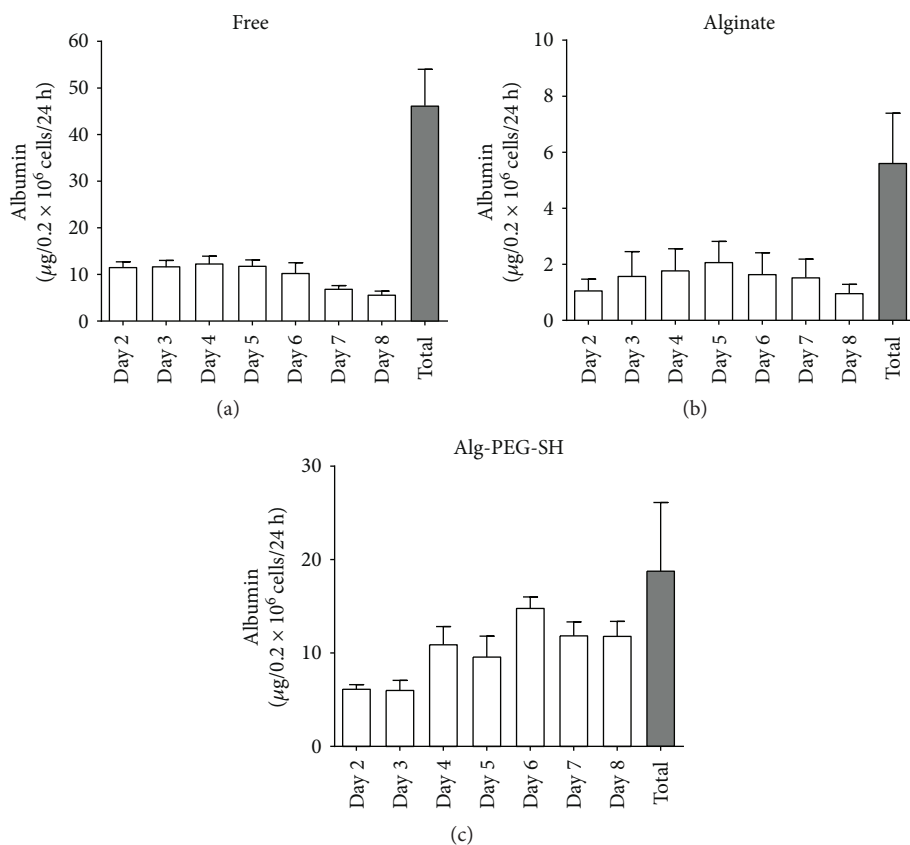 Free
60
50
40
30
20
10
0
Albumin
(μg/0.2 × 10⁶ cells/24 h)
Day 2
Day 3
Day 4
Day 5
Day 6
Day 7
Day 8
Total
(a)
Alginate
10
8
6
4
2
0
Albumin
(μg/0.2 × 10⁶ cells/24 h)
Day 2
Day 3
Day 4
Day 5
Day 6
Day 7
Day 8
Total
(b)
Alg-PEG-SH
30
20
10
0
Albumin
(μg/0.2 × 10⁶ cells/24 h)
Day 2
Day 3
Day 4
Day 5
Day 6
Day 7
Day 8
Total
(c)